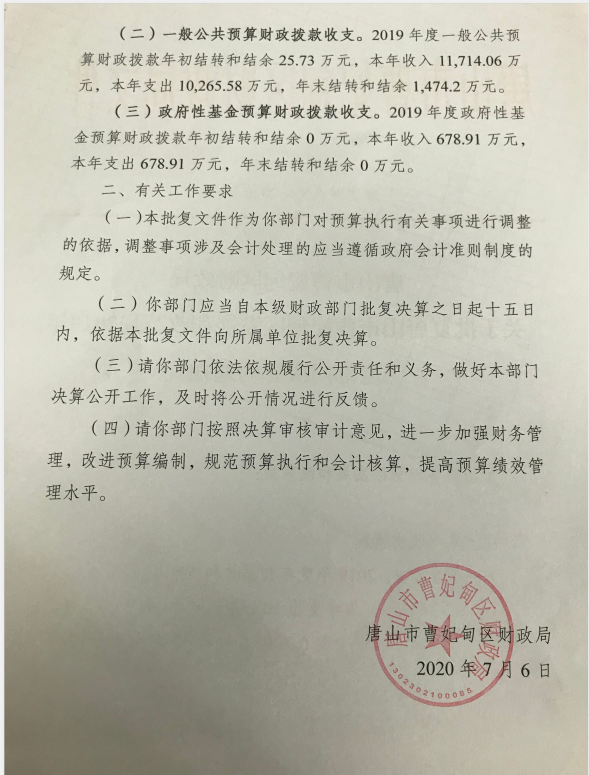 （二）一般公共预算财政拨款收支。2019 年度一般公共预
算财政拨款年初结转和结余 25.73 万元，本年收入 11,714.06 万
元，本年支出 10,265.58 万元，年末结转和结余 1,474.2 万元。
（三）政府性基金预算财政拨款收支。2019 年度政府性基
金预算财政拨款年初结转和结余 0 万元，本年收入 678.91 万元，
本年支出 678.91 万元，年末结转和结余 0 万元。
二、有关工作要求
（一）本批复文件作为你部门对预算执行有关事项进行调整
的依据，调整事项涉及会计处理的应当遵循政府会计准则制度的
规定。
（二）你部门应当自本级财政部门批复决算之日起十五日
内，依据本批复文件向所属单位批复决算。
（三）请你部门依法依规履行公开责任和义务，做好本部门
决算公开工作，及时将公开情况进行反馈。
（四）请你部门按照决算审核审计意见，进一步加强财务管
理，改进预算编制，规范预算执行和会计核算，提高预算绩效管
理水平。
唐山市曹妃甸区财政局
2020 年 7 月 6 日
唐山市曹妃甸区财政局
1302302100085